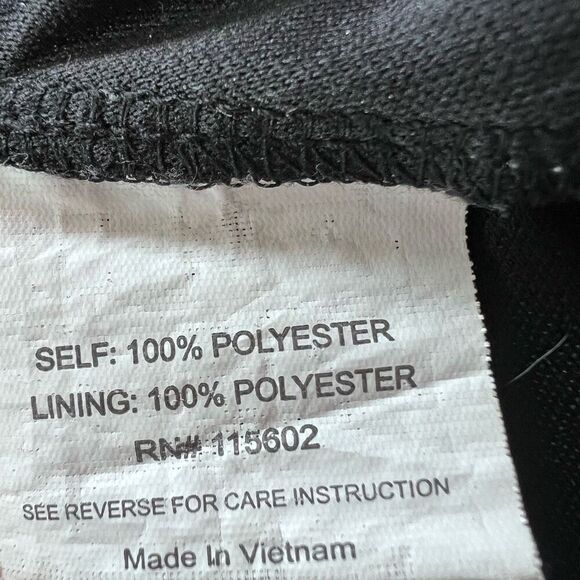 SELF: 100% POLYESTER
LINING: 100% POLYESTER
RN# 115602
SEE REVERSE FOR CARE INSTRUCTION
Made In Vietnam